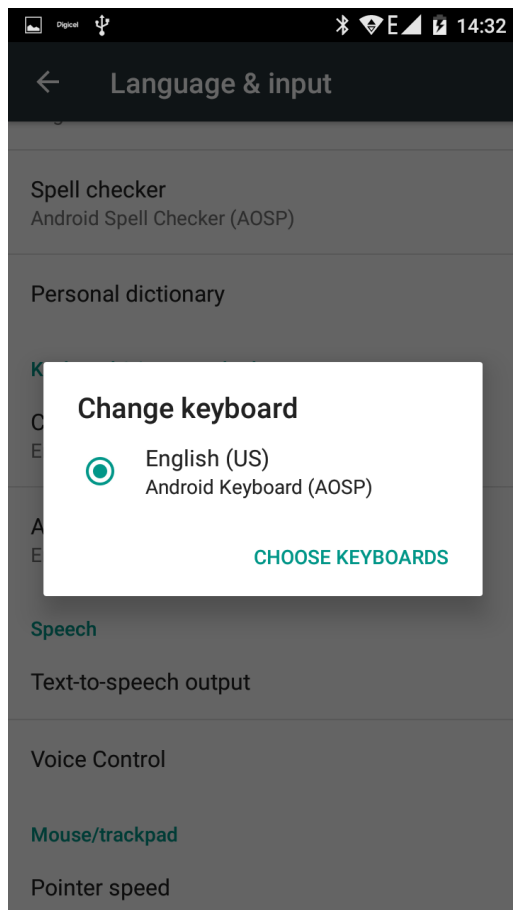 Digicel
E
14:32
Language & input
Spell checker
Android Spell Checker (AOSP)
Personal dictionary
K
C
E
Change keyboard
English (US)
Android Keyboard (AOSP)
CHOOSE KEYBOARDS
A
E
Speech
Text-to-speech output
Voice Control
Mouse/trackpad
Pointer speed